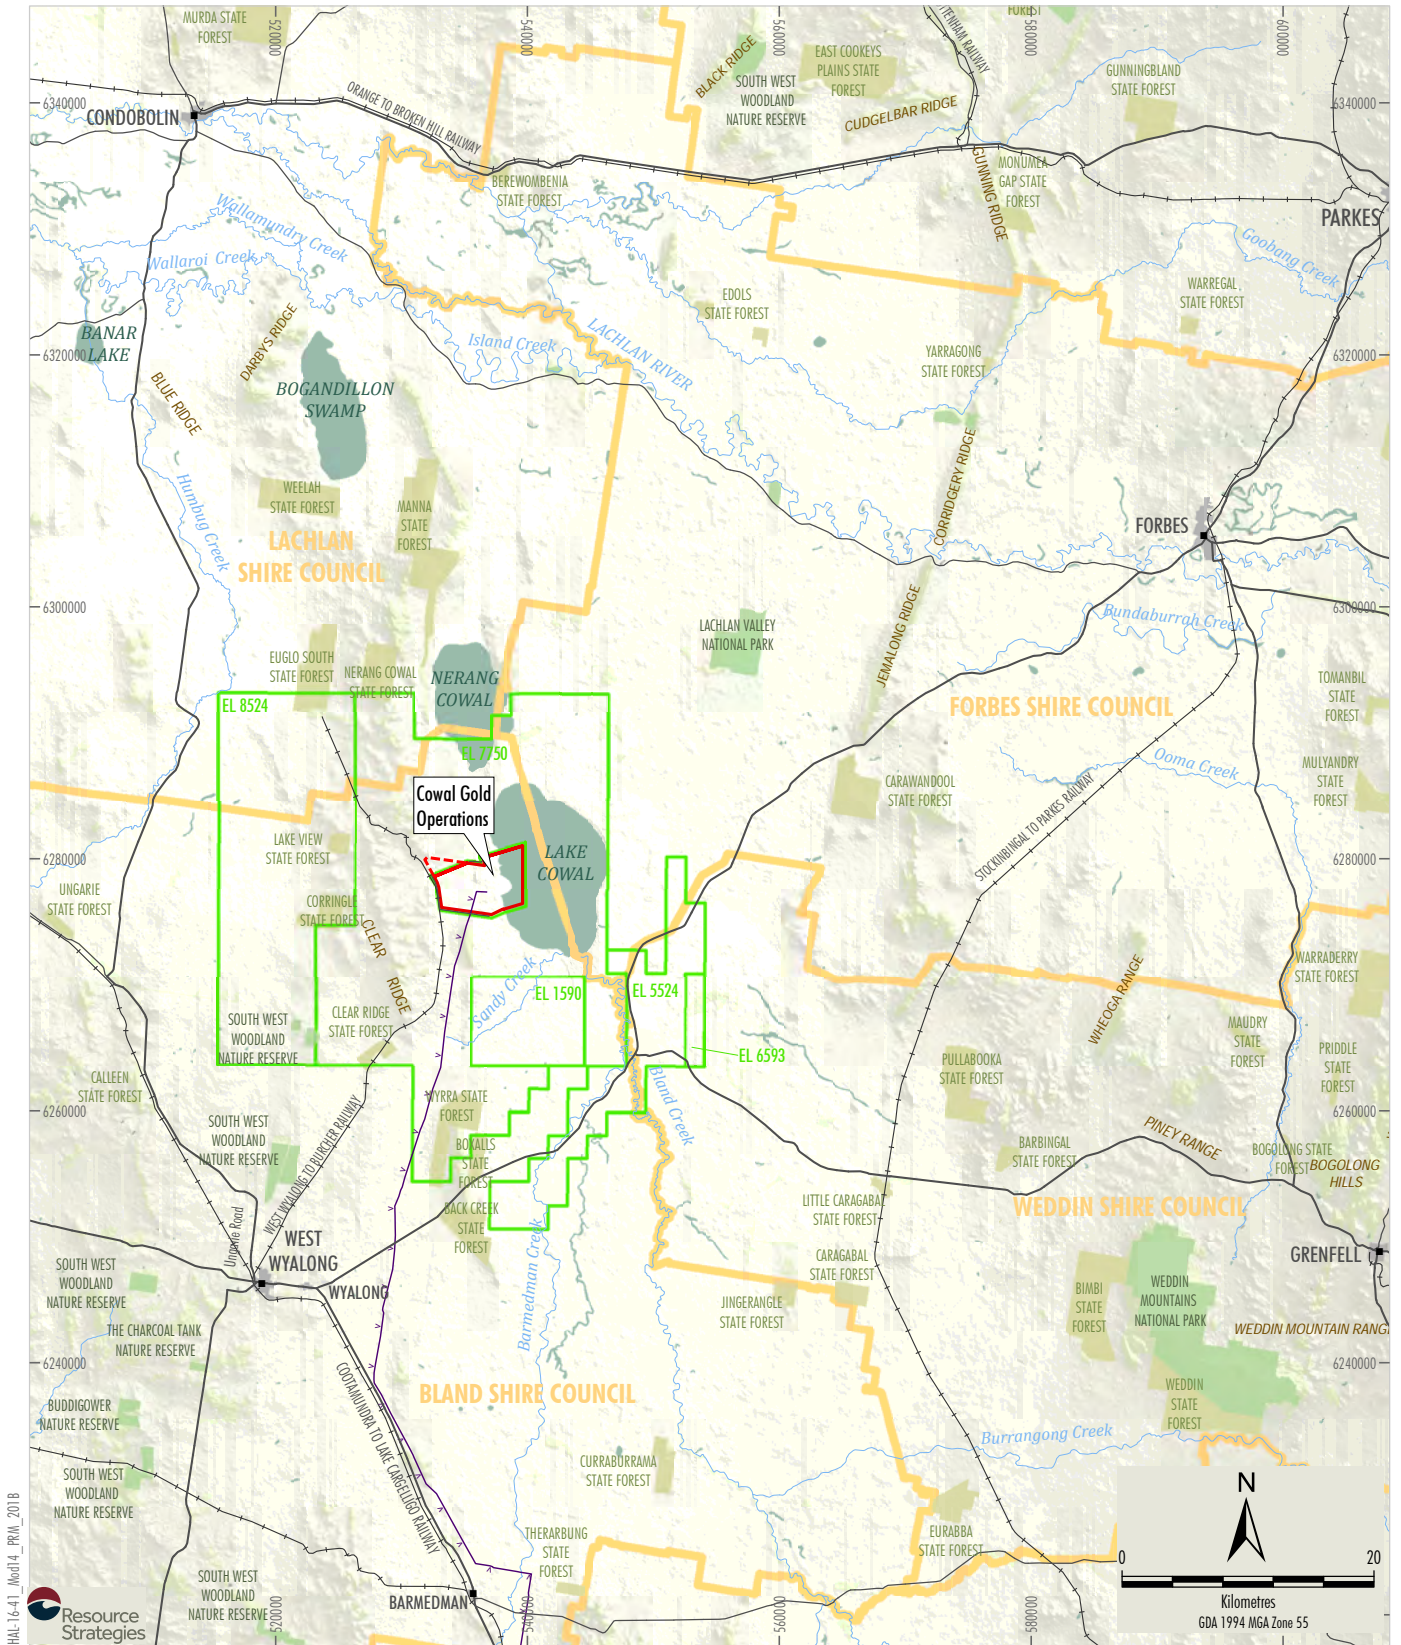 MURDA STATE
FOREST
520000
540000
560000
580000
600000
BLACK RIDGE
SOUTH WEST
WOODLAND
NATURE RESERVE
EAST COOKEYS
PLAINS STATE
FOREST
TENHAM RAILWAY
FOREST
GUNNINGBLAND
STATE FOREST
6340000
6340000
CONDOBOLIN
ORANGE TO BROKEN HILL RAILWAY
CUDGELBAR RIDGE
GUNNING RIDGE
MONUMEA
GAP STATE
FOREST
BEREWOMBENIA
STATE FOREST
PARKES
Wallamundry Creek
Wallaroi Creek
Goobang Creek
WARREGAL
STATE FOREST
EDOLS
STATE FOREST
DARBYS RIDGE
BANAR
LAKE
6320000
6320000
Island Creek
LACHLAN RIVER
YARRAGONG
STATE FOREST
BLUE RIDGE
BOGANDILLON
SWAMP
Humbug Creek
WEELAH
STATE FOREST
MANNA
STATE
FOREST
CORRIDGERY RIDGE
FORBES
LACHLAN
SHIRE COUNCIL
6300000
6300000
JEMALONG RIDGE
LACHLAN VALLEY
NATIONAL PARK
Bundaburrah Creek
EUGLO SOUTH
STATE FOREST
NERANG COWAL
STATE FOREST
NERANG
COWAL
TOMANBIL
STATE
FOREST
EL 8524
FORBES SHIRE COUNCIL
EL 7750
Ooma Creek
MULYANDRY
STATE
FOREST
Cowal Gold
Operations
CARAWANDOOL
STATE FOREST
STOCKINBINGAL TO PARKES RAILWAY
LAKE VIEW
STATE FOREST
LAKE
COWAL
6280000
6280000
UNGARIE
STATE FOREST
CORRINGLE
STATE FOREST
CLEAR
RIDGE
Sandy Creek
EL 1590
EL 5524
WARRADERRY
STATE FOREST
WHEOGA RANGE
SOUTH WEST
WOODLAND
NATURE RESERVE
CLEAR RIDGE
STATE FOREST
MAUDRY
STATE
FOREST
EL 6593
PULLABOOKA
STATE FOREST
PRIDDLE
STATE
FOREST
CALLEEN
STATE FOREST
Bland Creek
WYRRA STATE
FOREST
6260000
6260000
SOUTH WEST
WOODLAND
NATURE RESERVE
WEST WYALONG TO BURCHER RAILWAY
BOXALLS
STATE
FOREST
BARBINGAL
STATE FOREST
PINEY RANGE
BOGOLONG STATE
FOREST
BOGOLONG
HILLS
LITTLE CARAGABAL
STATE FOREST
WEDDIN SHIRE COUNCIL
BACK CREEK
STATE
FOREST
Ungarie Road
WEST
WYALONG
WYALONG
GRENFELL
Barmedman Creek
CARAGABAL
STATE FOREST
SOUTH WEST
WOODLAND
NATURE RESERVE
JINGERANGLE
STATE FOREST
BIMBI
STATE
FOREST
WEDDIN
MOUNTAINS
NATIONAL PARK
THE CHARCOAL TANK
NATURE RESERVE
WEDDIN MOUNTAIN RANGE
6240000
6240000
COOTAMUNDRA TO LAKE CARGELLIGO RAILWAY
BLAND SHIRE COUNCIL
WEDDIN
STATE
FOREST
BUDDIGOWER
NATURE RESERVE
Burrangong Creek
CURRABURRAMA
STATE FOREST
SOUTH WEST
WOODLAND
NATURE RESERVE
THERARBUNG
STATE
FOREST
EURABBA
STATE FOREST
SOUTH WEST
WOODLAND
NATURE RESERVE
BARMEDMAN
520000
540000
560000
580000
N
0
20
Kilometres
GDA 1994 MGA Zone 55
Resource
Strategies
HAL-16-41_Mod14_PRM_201B